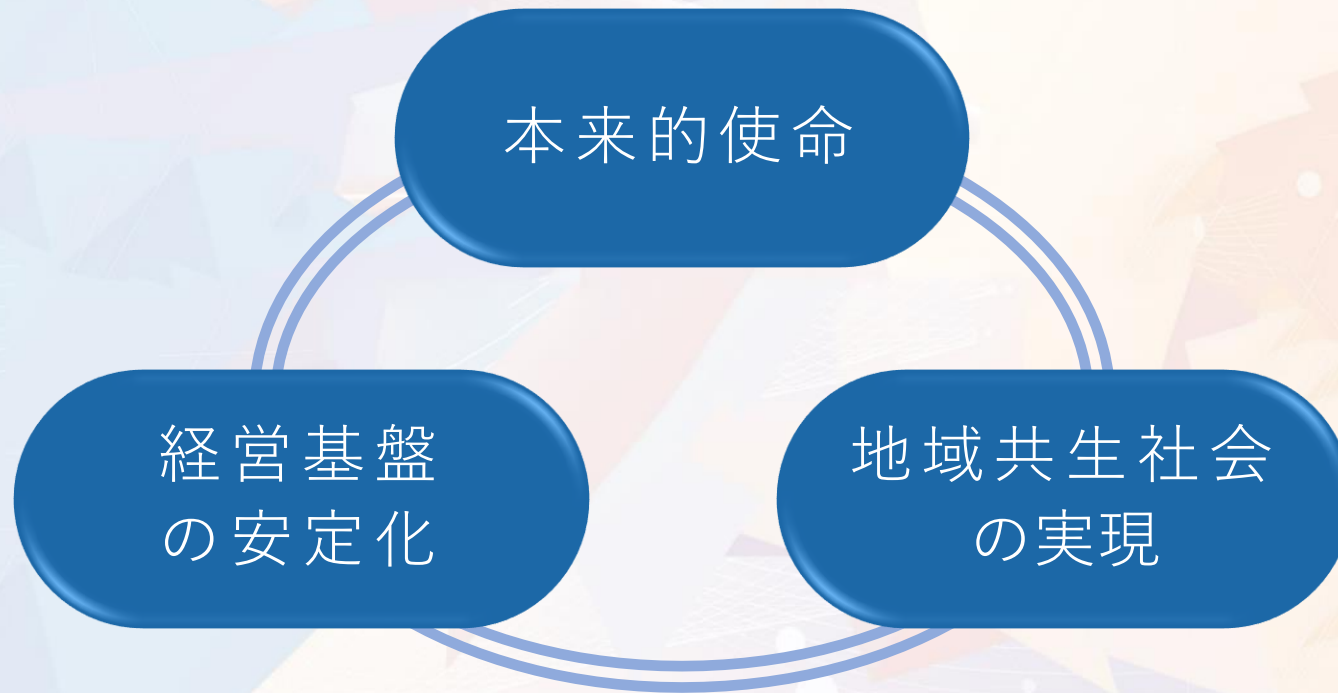 本来的使命
経営基盤
の安定化
地域共生社会
の実現